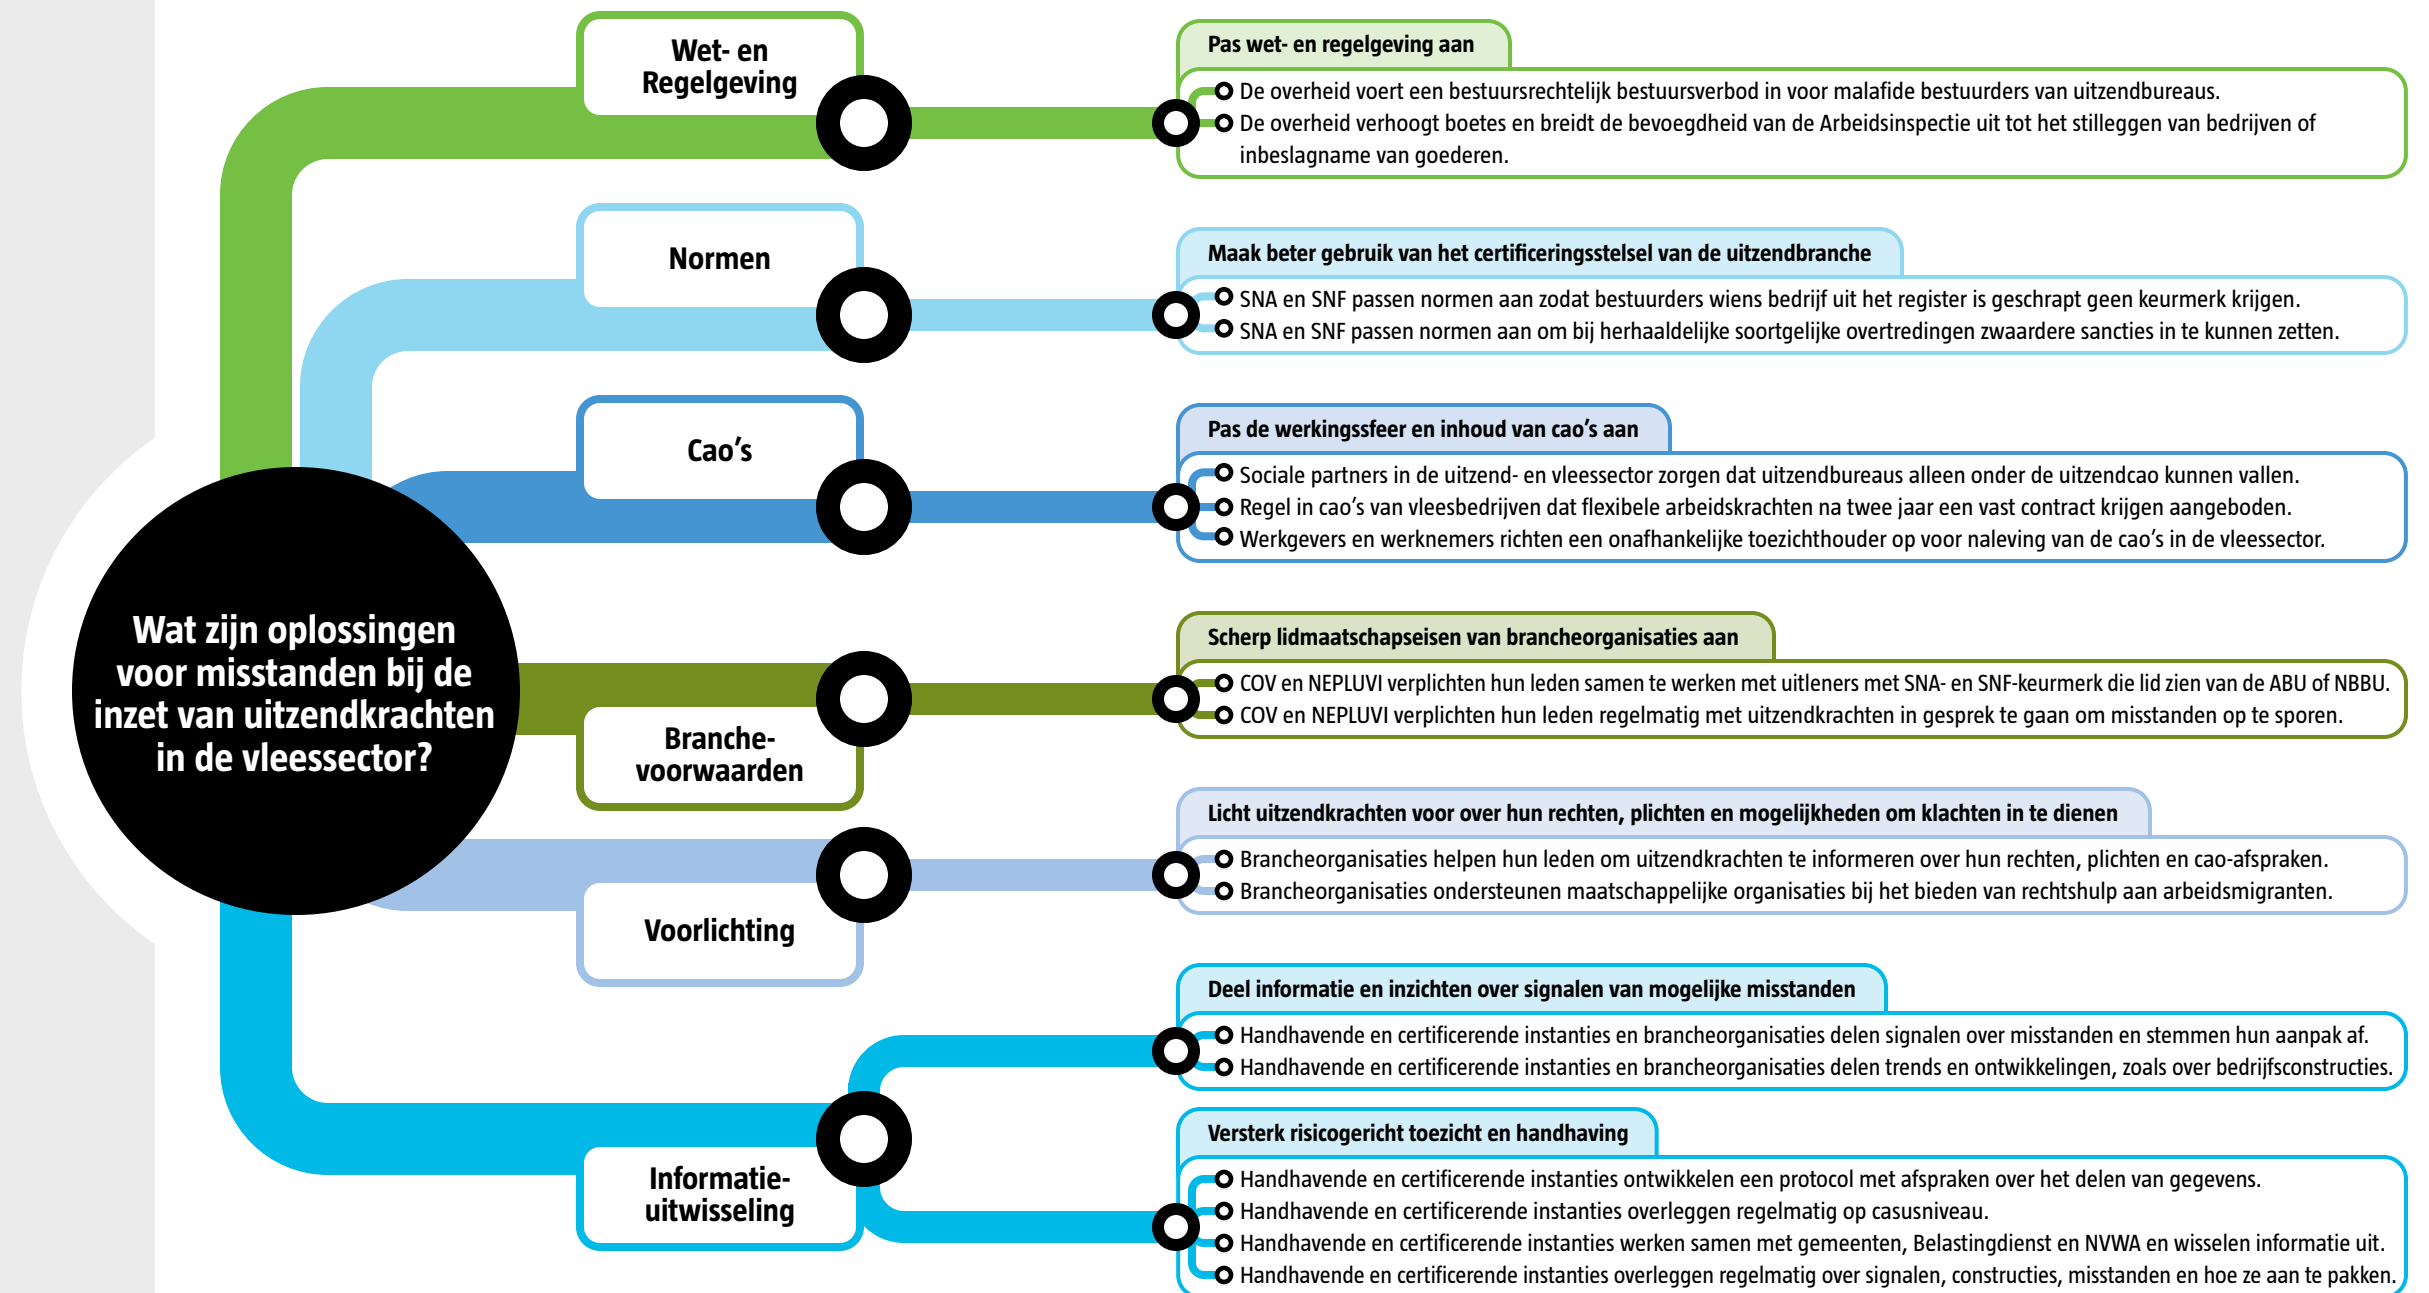 Wat zijn oplossingen
voor misstanden bij de
inzet van uitzendkrachten
in de vleessector?
Wet- en
Regelgeving
Pas wet- en regelgeving aan
De overheid voert een bestuursrechtelijk bestuursverbod in voor malafide bestuurders van uitzendbureaus.
De overheid verhoogt boetes en breidt de bevoegdheid van de Arbeidsinspectie uit tot het stilleggen van bedrijven of
inbeslagname van goederen.
Normen
Maak beter gebruik van het certificeringsstelsel van de uitzendbranche
SNA en SNF passen normen aan zodat bestuurders wiens bedrijf uit het register is geschrapt geen keurmerk krijgen.
SNA en SNF passen normen aan om bij herhaaldelijke soortgelijke overtredingen zwaardere sancties in te kunnen zetten.
Cao's
Pas de werkingssfeer en inhoud van cao's aan
Sociale partners in de uitzend- en vleessector zorgen dat uitzendbureaus alleen onder de uitzendcao kunnen vallen.
Regel in cao's van vleesbedrijven dat flexibele arbeidskrachten na twee jaar een vast contract krijgen aangeboden.
Werkgevers en werknemers richten een onafhankelijke toezichthouder op voor naleving van de cao's in de vleessector.
Branche-
voorwaarden
Scherp lidmaatschapseisen van brancheorganisaties aan
COV en NEPLUVI verplichten hun leden samen te werken met uitleners met SNA- en SNF-keurmerk die lid zien van de ABU of NBBU.
COV en NEPLUVI verplichten hun leden regelmatig met uitzendkrachten in gesprek te gaan om misstanden op te sporen.
Voorlichting
Licht uitzendkrachten voor over hun rechten, plichten en mogelijkheden om klachten in te dienen
Brancheorganisaties helpen hun leden om uitzendkrachten te informeren over hun rechten, plichten en cao-afspraken.
Brancheorganisaties ondersteunen maatschappelijke organisaties bij het bieden van rechtshulp aan arbeidsmigranten.
Informatie-
uitwisseling
Deel informatie en inzichten over signalen van mogelijke misstanden
Handhavende en certificerende instanties en brancheorganisaties delen signalen over misstanden en stemmen hun aanpak af.
Handhavende en certificerende instanties en brancheorganisaties delen trends en ontwikkelingen, zoals over bedrijfsconstructies.
Versterk risicogericht toezicht en handhaving
Handhavende en certificerende instanties ontwikkelen een protocol met afspraken over het delen van gegevens.
Handhavende en certificerende instanties overleggen regelmatig op casusniveau.
Handhavende en certificerende instanties werken samen met gemeenten, Belastingdienst en NVWA en wisselen informatie uit.
Handhavende en certificerende instanties overleggen regelmatig over signalen, constructies, misstanden en hoe ze aan te pakken.